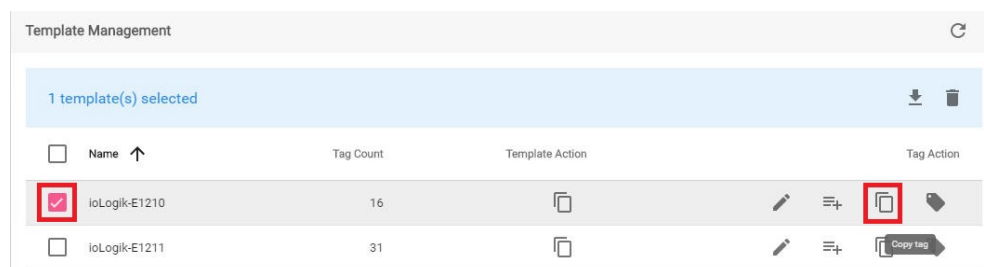 Template Management
1 template(s) selected
Name Tag Count Template Action Tag Action
ioLogik-E1210 16
ioLogik-E1211 31
Copy tag